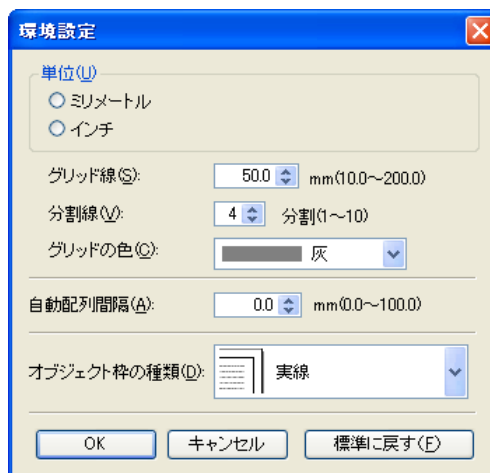 環境設定
単位(U)
ミリメートル
インチ
グリッド線(S): 50.0 mm(10.0～200.0)
分割線(V): 4 分割(1～10)
グリッドの色(C): 灰
自動配列間隔(A): 0.0 mm(0.0～100.0)
オブジェクト枠の種類(D): 実線
OK キャンセル 標準に戻す(F)